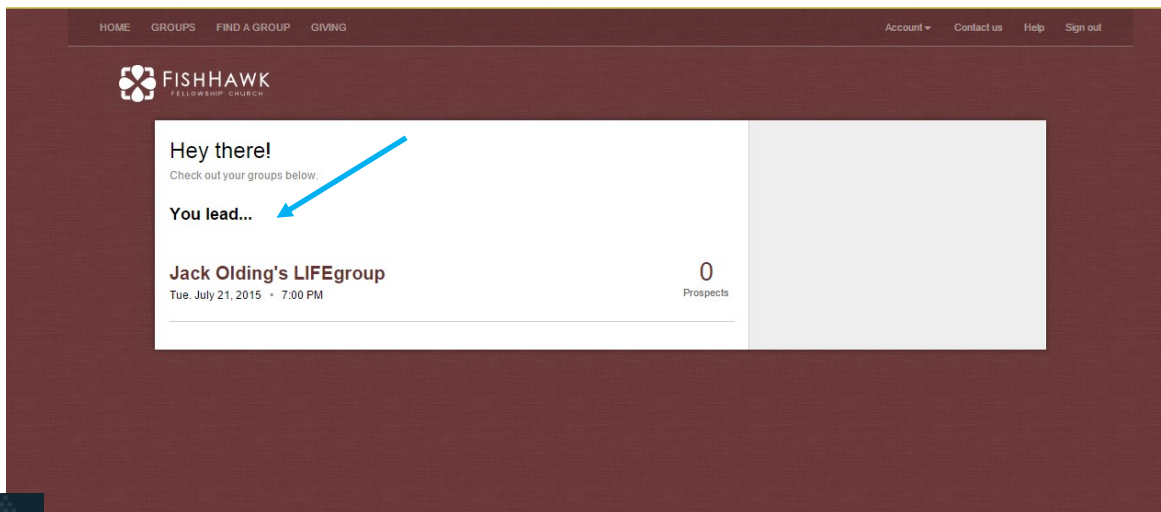 HOME GROUPS FIND A GROUP GIVING Account Contact us Help Sign out
FISHHAWK
FELLOWSHIP CHURCH
Hey there!
Check out your groups below.
You lead...
Jack Olding's LIFEgroup 0
Tue. July 21, 2015 • 7:00 PM Prospects